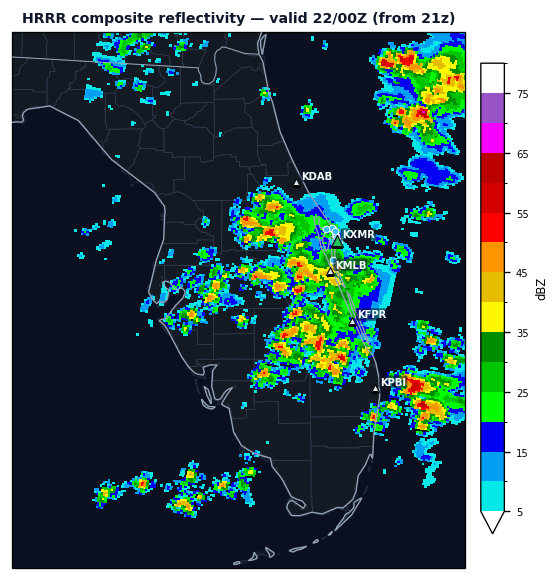 HRRR composite reflectivity — valid 22/00Z (from 21z)
KDAB
KXMR
KMLB
KFPR
KPBI
75
65
55
45
35
25
15
5
dBZ